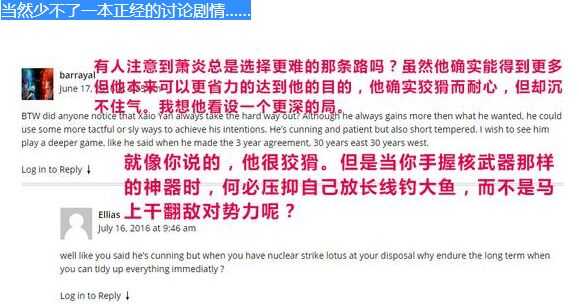 当然少不了一本正经的讨论剧情……
有人注意到萧炎总是选择更难的那条路吗？虽然他确实能得到更多
barrayal
June 17,
但他本来可以更省力的达到他的目的，他确实狡猾而耐心，但却沉
不住气。我想他看设一个更深的局。
BTW did anyone notice that Xaio Yan always take the hard way out? Although he always gains more then what he wanted, he could
use some more tactful or sly ways to achieve his intentions. He's cunning and patient but also short tempered. I wish to see him
play a deeper game. like he said when he made the 3 year agreement, 30 years east 30 years west.
Log in to Reply ↓
就像你说的，他很狡猾。但是当你手握核武器那样
的神器时，何必压抑自己放长线钓大鱼，而不是马
上干翻敌对势力呢？
Ellias
July 16, 2016 at 9:46 am
well like you said he's cunning but when you have nuclear strike lotus at your disposal why endure the long term when
you can tidy up everything immediatly ?
Log in to Reply ↓